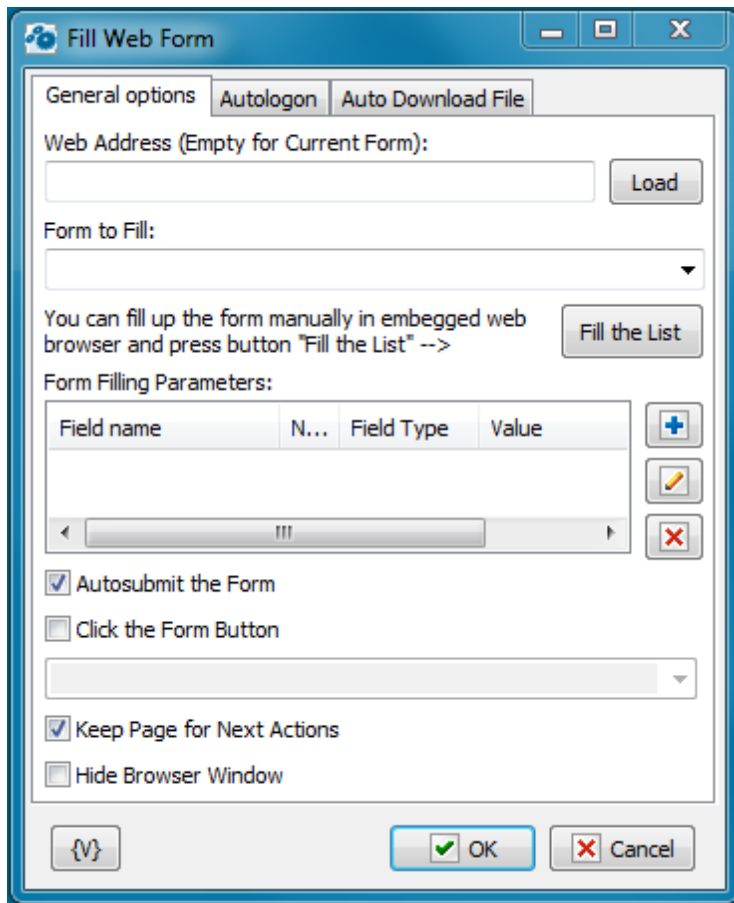 Fill Web Form
General options
Autologon
Auto Download File
Web Address (Empty for Current Form):
Load
Form to Fill:
You can fill up the form manually in embegged web
browser and press button "Fill the List" -->
Fill the List
Form Filling Parameters:
Field name N... Field Type Value
Autosubmit the Form
Click the Form Button
Keep Page for Next Actions
Hide Browser Window
{V}
OK
Cancel